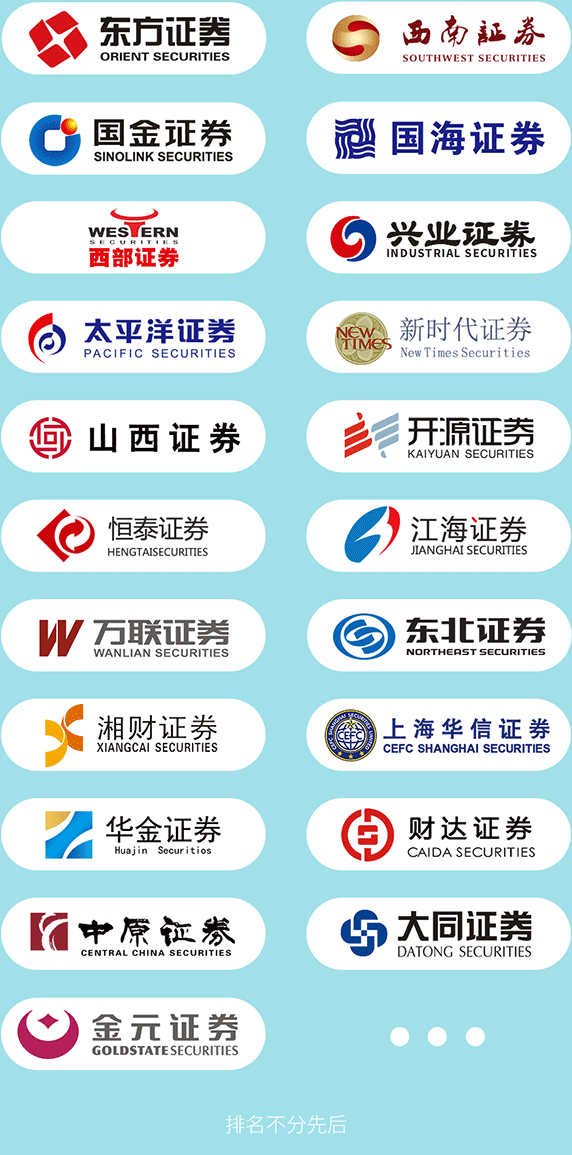 东方证券
ORIENT SECURITIES
西南証券
SOUTHWEST SECURITIES
国金证券
SINOLINK SECURITIES
国海证券
WESTERN
SECURITIES
西部证券
兴业证券
INDUSTRIAL SECURITIES
太平洋证券
PACIFIC SECURITIES
NEW
TIMES
新时代证券
New Times Securities
山西证券
开源证券
KAIYUAN SECURITIES
恒泰证券
HENGTAISECURITIES
江海证券
JIANGHAI SECURITIES
万联证券
WANLIAN SECURITIES
东北证券
NORTHEAST SECURITIES
湘财证券
XIANGCAI SECURITIES
CEFC SHANGHAI SECURITIES LIMITED
CEFC
上海华信证券
CEFC SHANGHAI SECURITIES
华金证券
Huajin Securitios
财达证券
CAIDA SECURITIES
中原证券
CENTRAL CHINA SECURITIES
大同证券
DATONG SECURITIES
金元证券
GOLDSTATE SECURITIES
排名不分先后